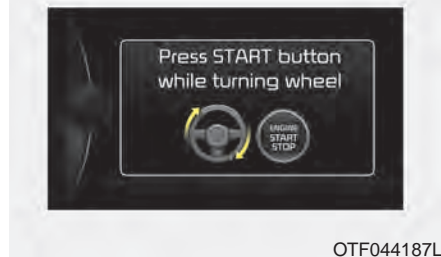 Press START button
while turning wheel
ENGINE
START
STOP
OTF044187L